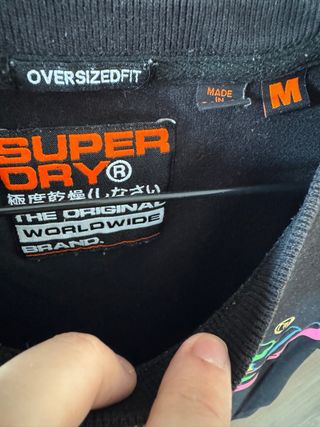 OVERSIZEDFIT
MADE
IN
M
SUPER
DRY®
極度乾燥(しなさい
THE ORIGINAL
WORLDWIDE
BRAND.
®